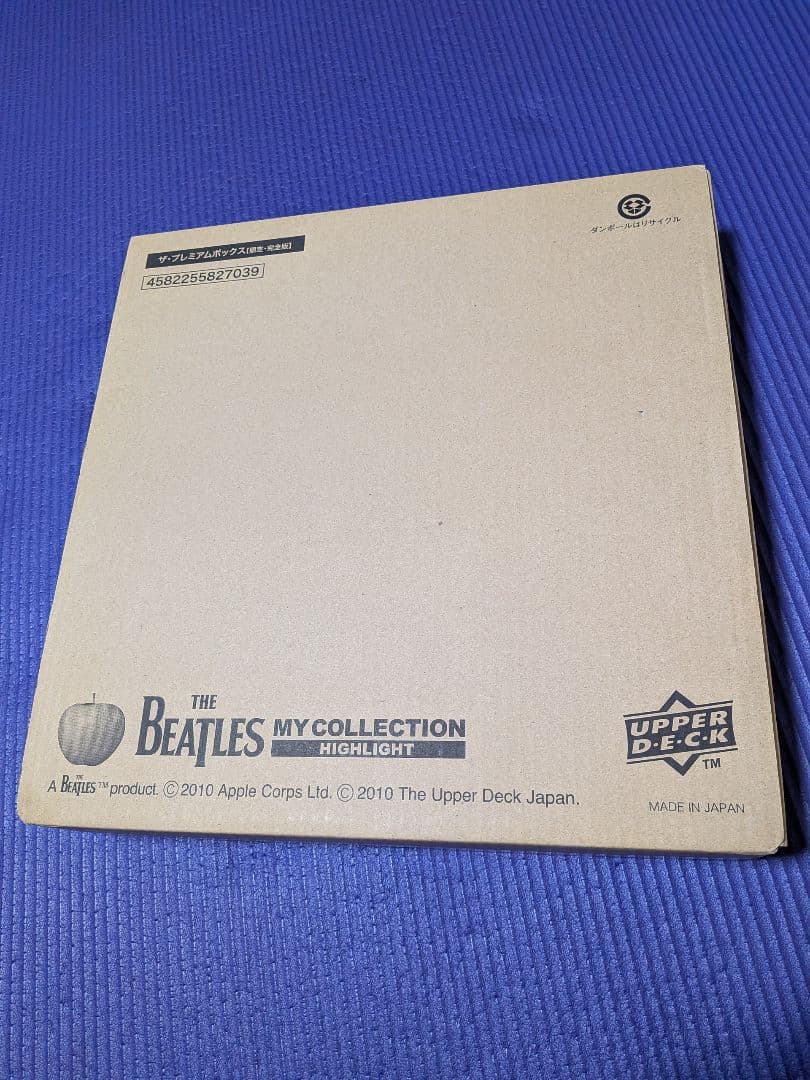 ザ・プレミアムボックス[限定・完全版]
4582255827039
ダンボールはリサイクル
THE BEATLES MY COLLECTION
HIGHLIGHT
UPPER
D·E·C·K
TM
A THE BEATLES™ product. ©2010 Apple Corps Ltd. ©2010 The Upper Deck Japan.
MADE IN JAPAN